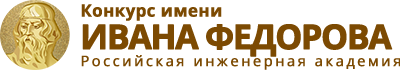 Конкурс имени
ИВАНА ФЕДОРОВА
Российская инженерная академия